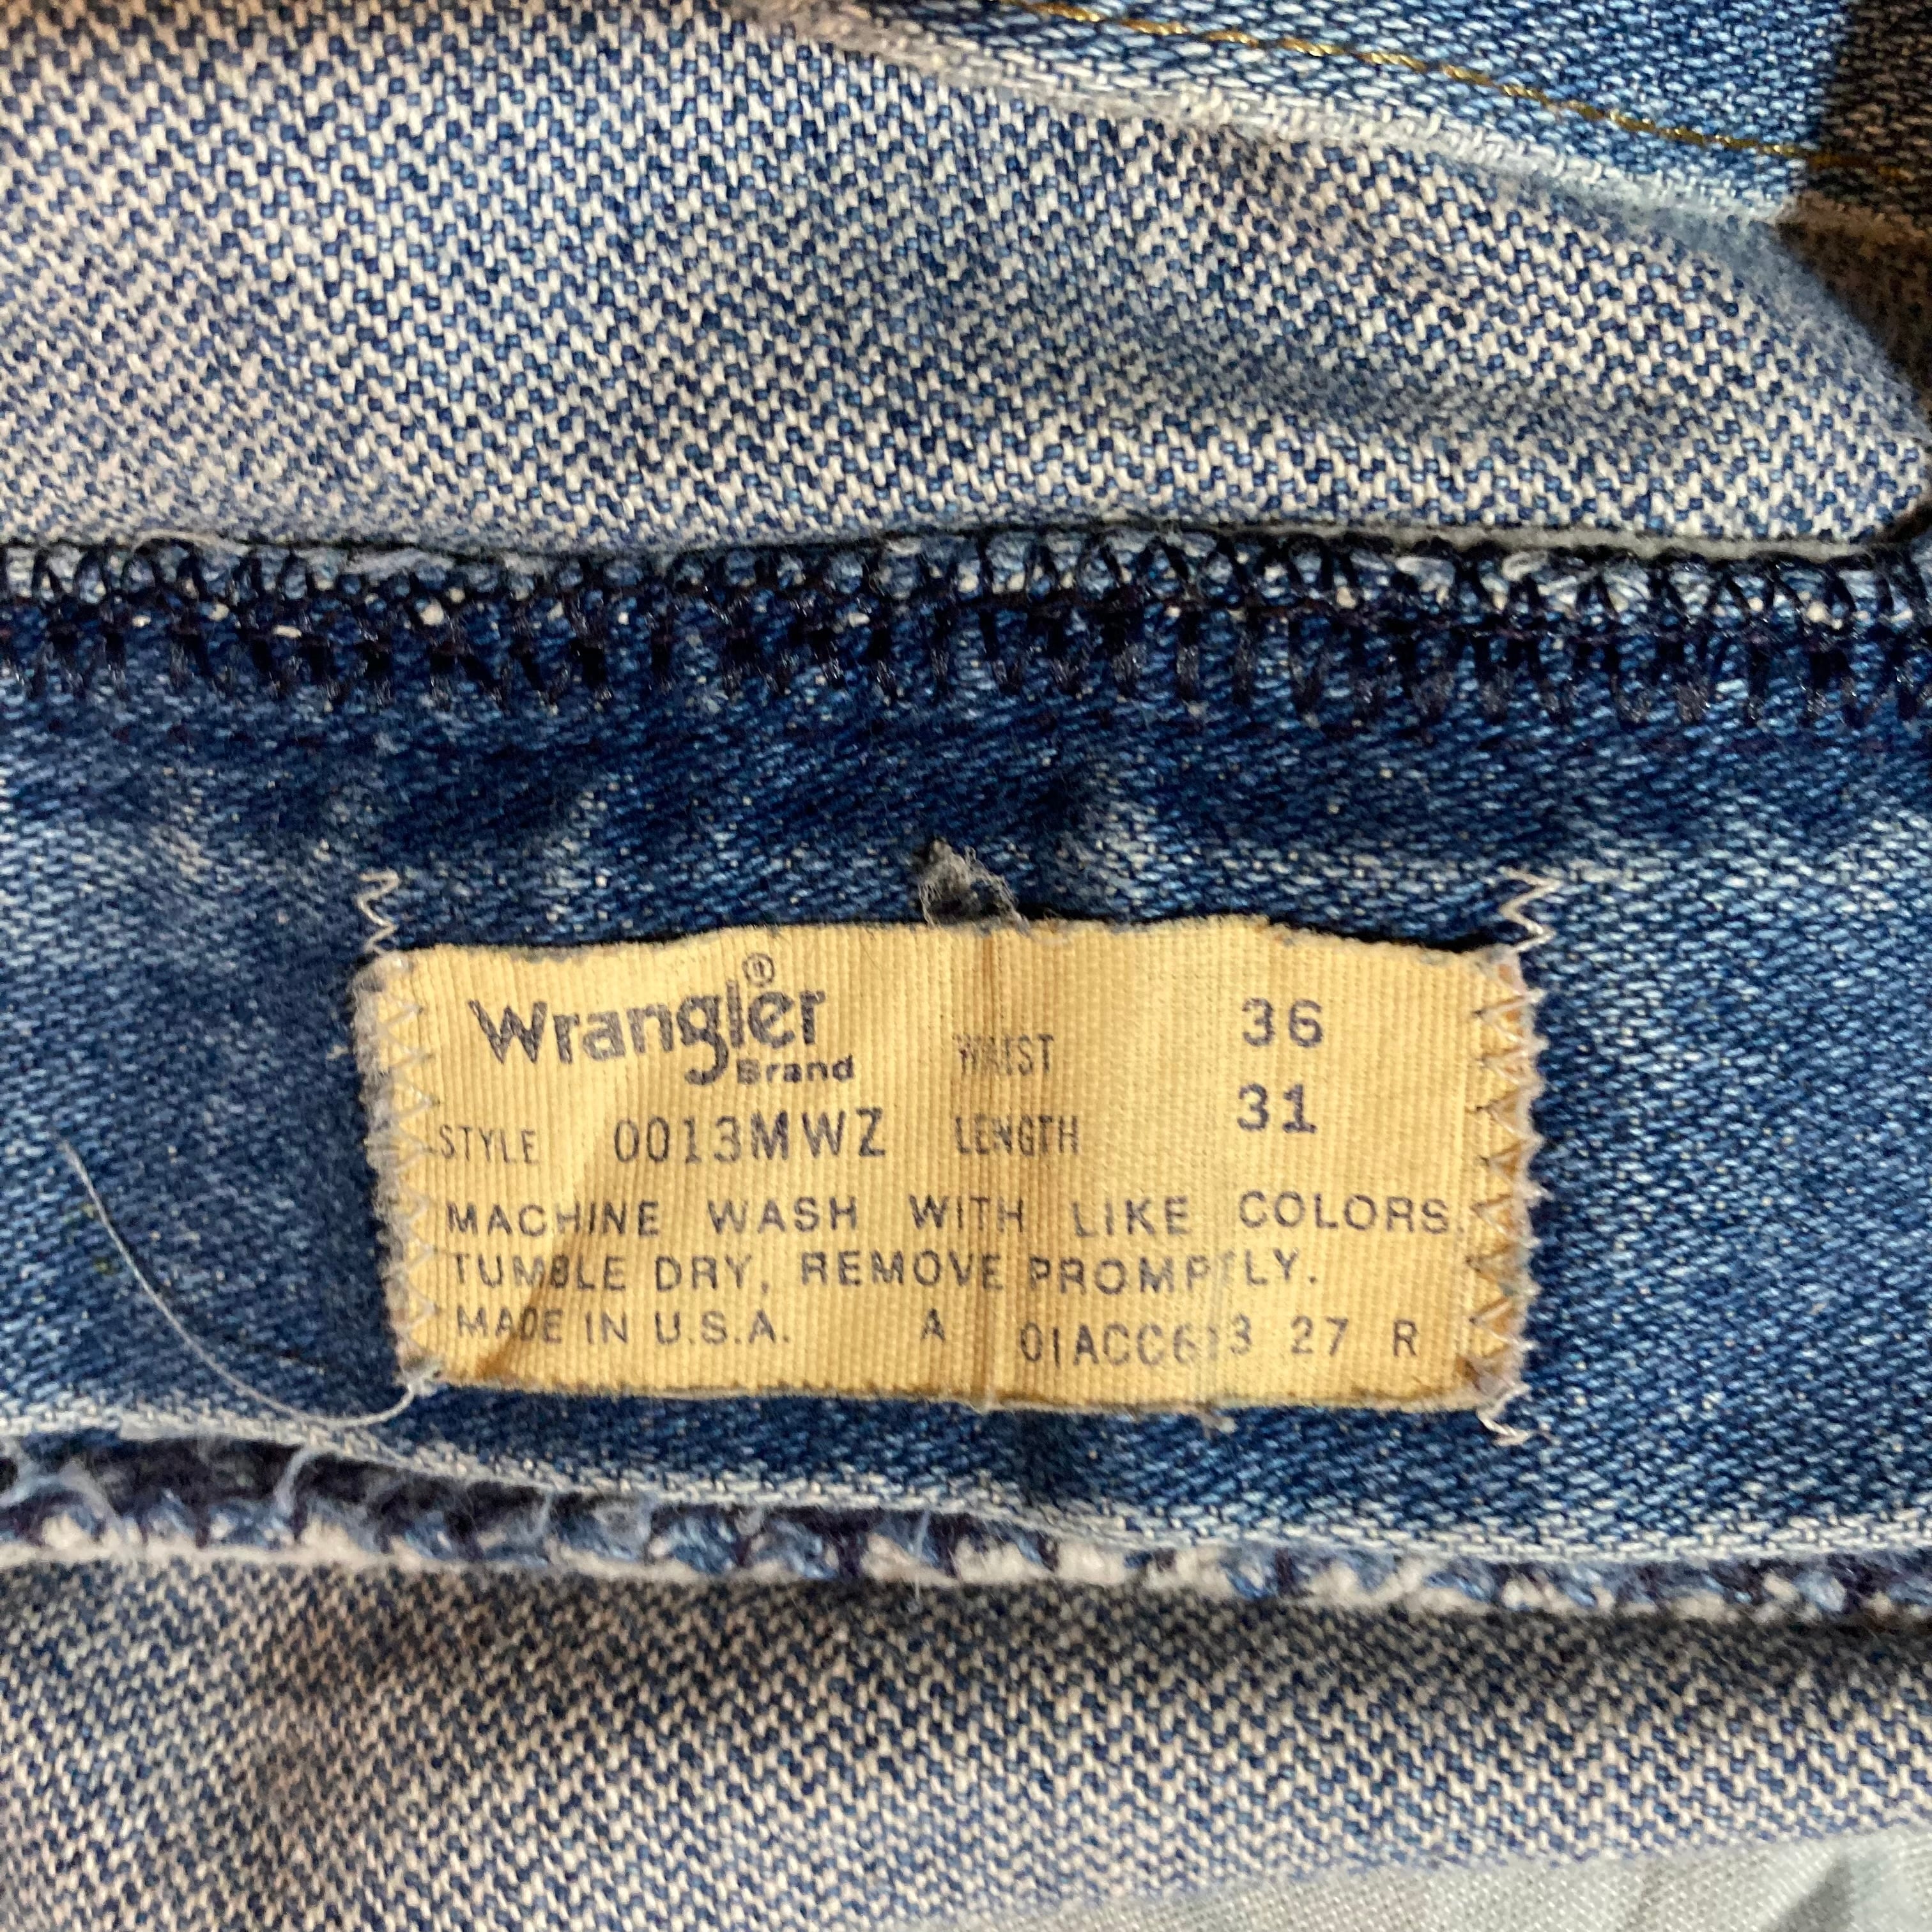 Wrangler®
Brand
WAIST 36
STYLE 0013MWZ LENGTH 31
MACHINE WASH WITH LIKE COLORS.
TUMBLE DRY, REMOVE PROMPTLY.
MADE IN U.S.A. A 27 R